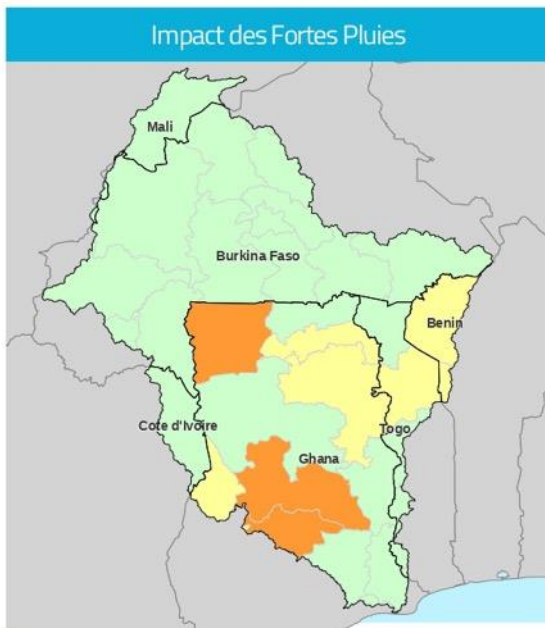 Impact des Fortes Pluies
Mali
Burkina Faso
Benin
Cote d'Ivoire
Togo
Ghana